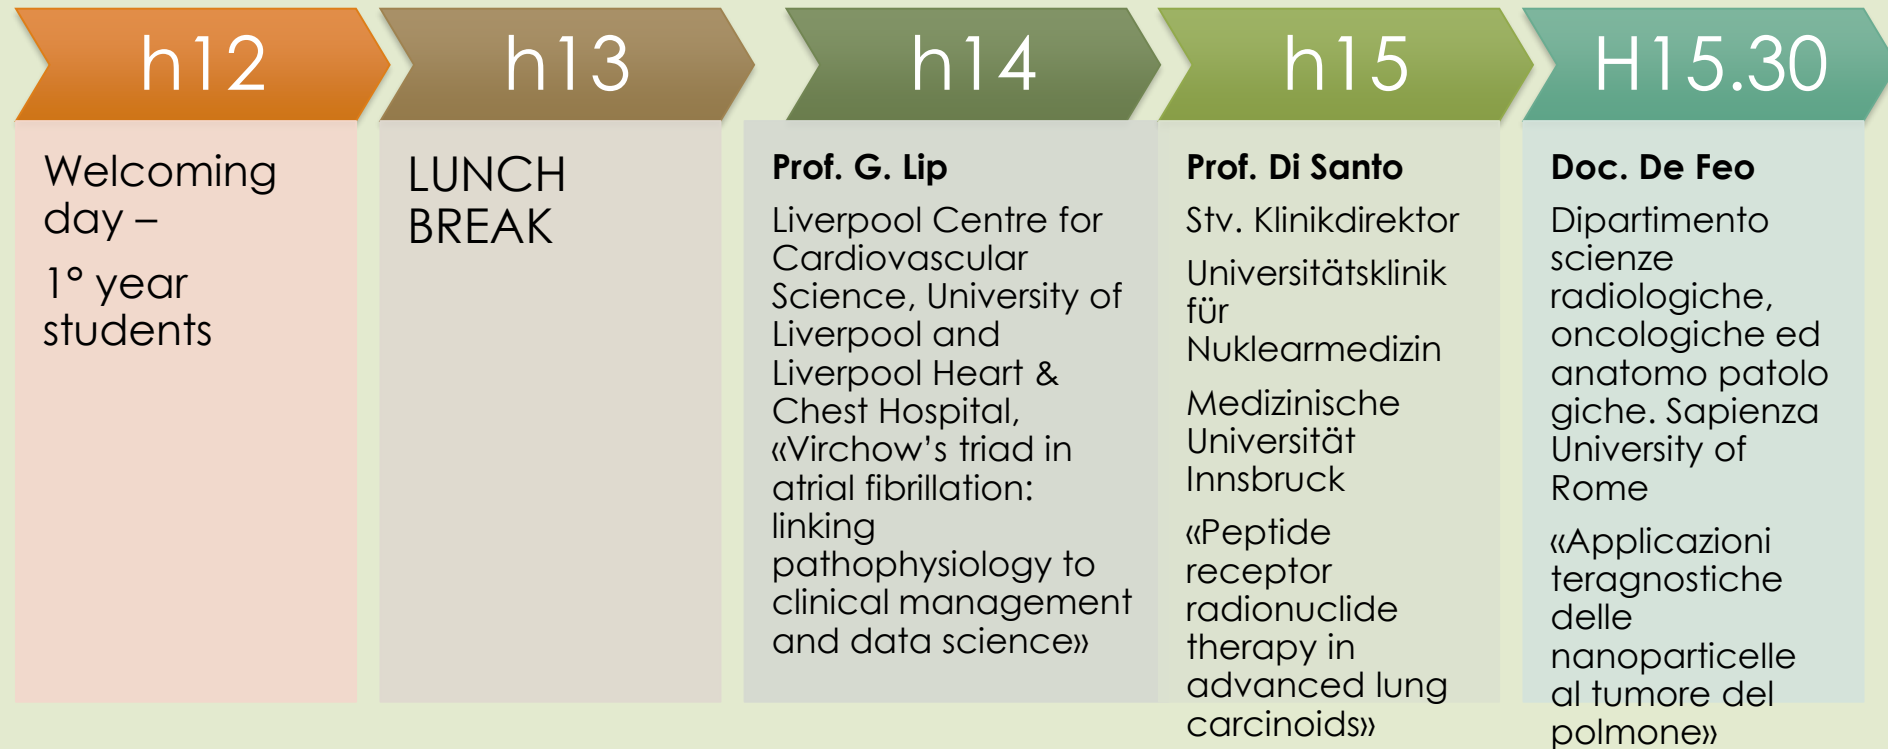 h12
Welcoming
day –
1° year
students
h13
LUNCH
BREAK
h14
Prof. G. Lip
Liverpool Centre for
Cardiovascular
Science, University of
Liverpool and
Liverpool Heart &
Chest Hospital,
«Virchow’s triad in
atrial fibrillation:
linking
pathophysiology to
clinical management
and data science»
h15
Prof. Di Santo
Stv. Klinikdirektor
Universitätsklinik
für
Nuklearmedizin
Medizinische
Universität
Innsbruck
«Peptide
receptor
radionuclide
therapy in
advanced lung
carcinoids»
H15.30
Doc. De Feo
Dipartimento
scienze
radiologiche,
oncologiche ed
anatomo patolo
giche. Sapienza
University of
Rome
«Applicazioni
teragnostiche
delle
nanoparticelle
al tumore del
polmone»